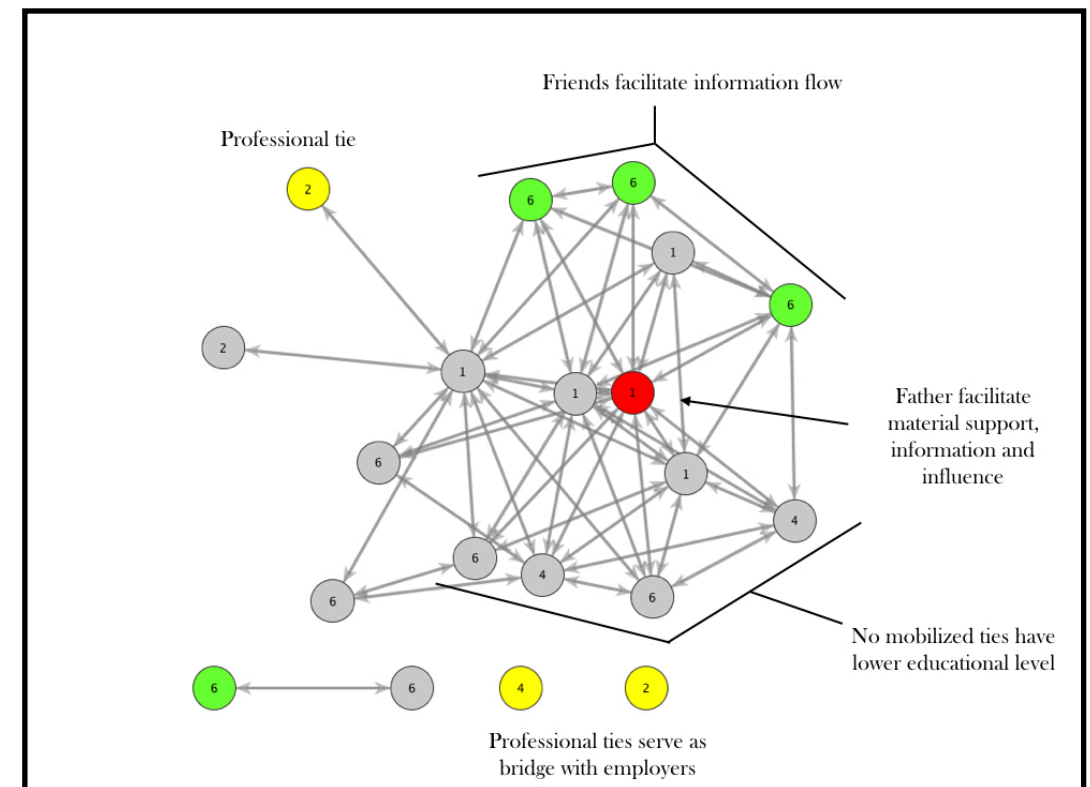 Friends facilitate information flow
Professional tie
2
6
6
1
6
2
1
1
1
Father facilitate
material support,
information and
influence
6
1
4
6
4
6
6
No mobilized ties have
lower educational level
6
6
4
2
Professional ties serve as
bridge with employers